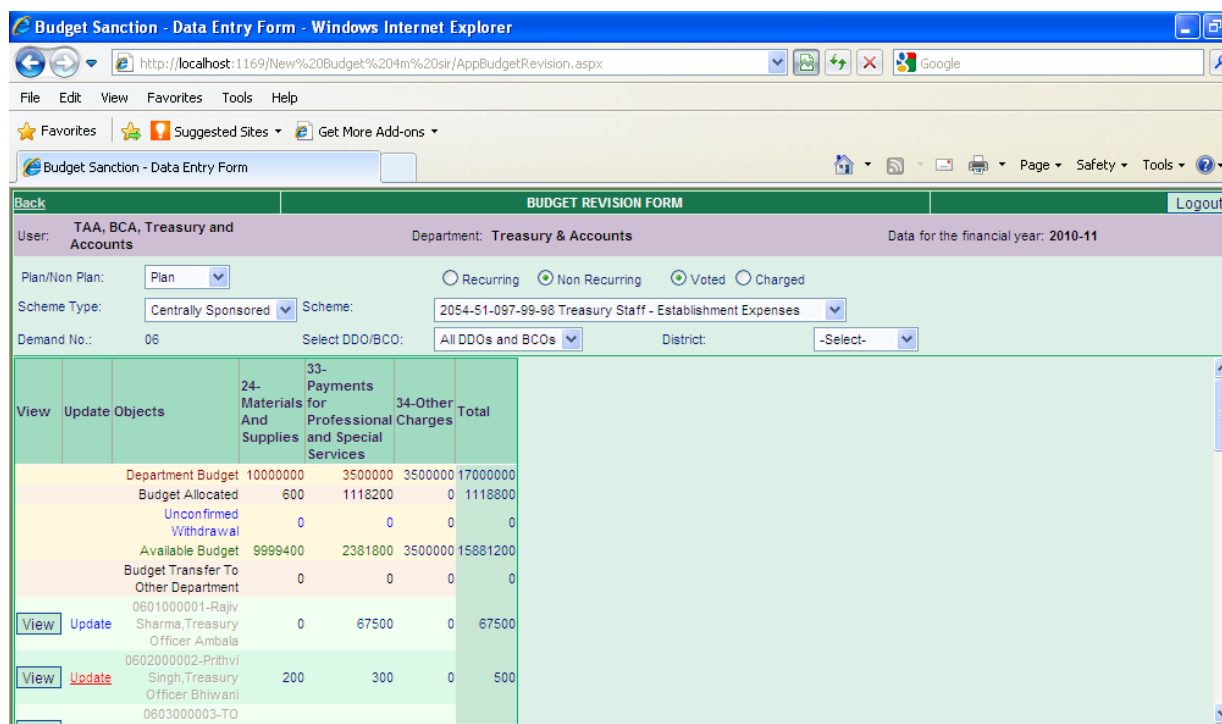 Budget Sanction - Data Entry Form - Windows Internet Explorer
http://localhost:1169/New%20Budget%204m%20sir/AppBudgetRevision.aspx
Google
File Edit View Favorites Tools Help
Favorites Suggested Sites Get More Add-ons
Budget Sanction - Data Entry Form Page Safety Tools
Back BUDGET REVISION FORM Logout
User: TAA, BCA, Treasury and Accounts Department: Treasury & Accounts Data for the financial year: 2010-11
Plan/Non Plan: Plan Recurring Non Recurring Voted Charged
Scheme Type: Centrally Sponsored Scheme: 2054-51-097-99-98 Treasury Staff - Establishment Expenses
Demand No.: 06 Select DDO/BCO: All DDOs and BCOs District: -Select-
View Update Objects 24-Materials And Supplies 33-Payments for Professional and Special Services 34-Other Charges Total
Department Budget 10000000 3500000 3500000 17000000
Budget Allocated 600 1118200 0 1118800
Unconfirmed Withdrawal 0 0 0 0
Available Budget 9999400 2381800 3500000 15881200
Budget Transfer To Other Department 0 0 0 0
View Update 0601000001-Rajiv Sharma,Treasury Officer Ambala 0 67500 0 67500
View Update 0602000002-Prithvi Singh,Treasury Officer Bhiwani 200 300 0 500
0603000003-TO